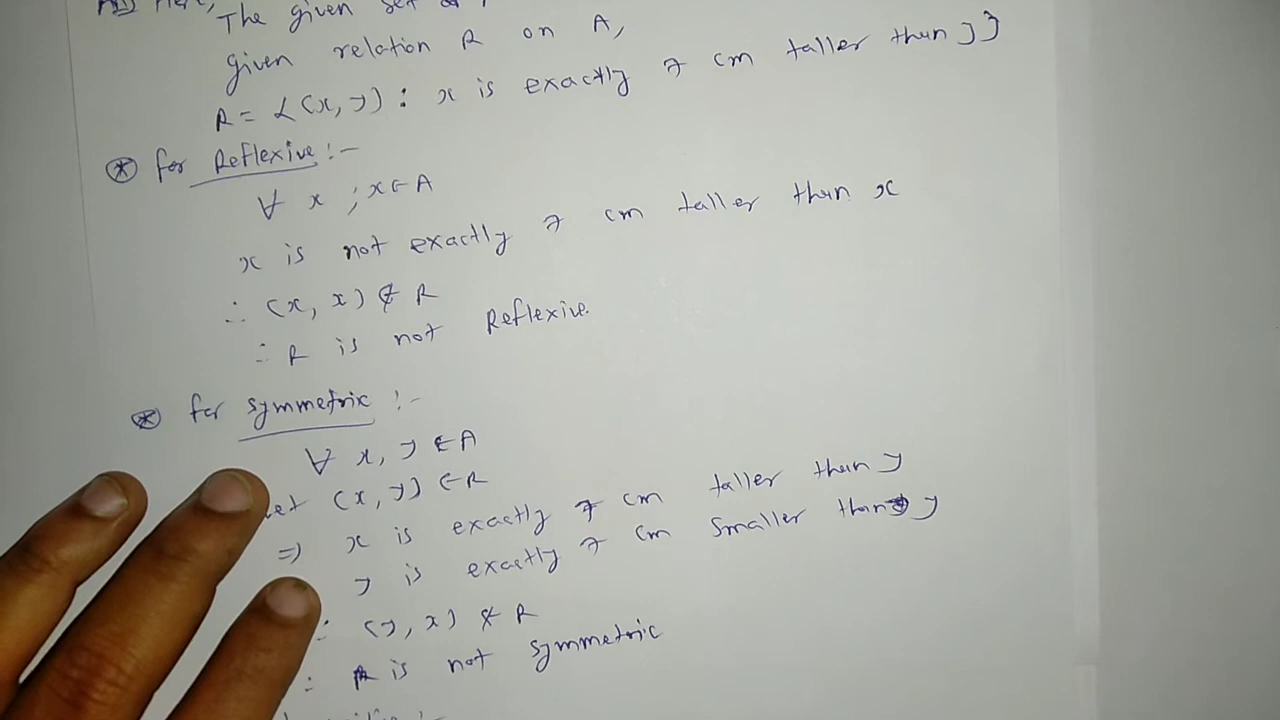 The given set
given relation R on A,
R = {(x, y) : x is exactly 7 cm taller than y}
* for Reflexive :-
∀ x ; x ∈ A
x is not exactly 7 cm taller than x
∴ (x, x) ∉ R
∴ R is not Reflexive.
* for symmetric :-
∀ x, y ∈ A
Let (x, y) ∈ R
⇒ x is exactly 7 cm taller than y
y is exactly 7 cm smaller than y
∴ (y, x) ∉ R
∴ R is not symmetric